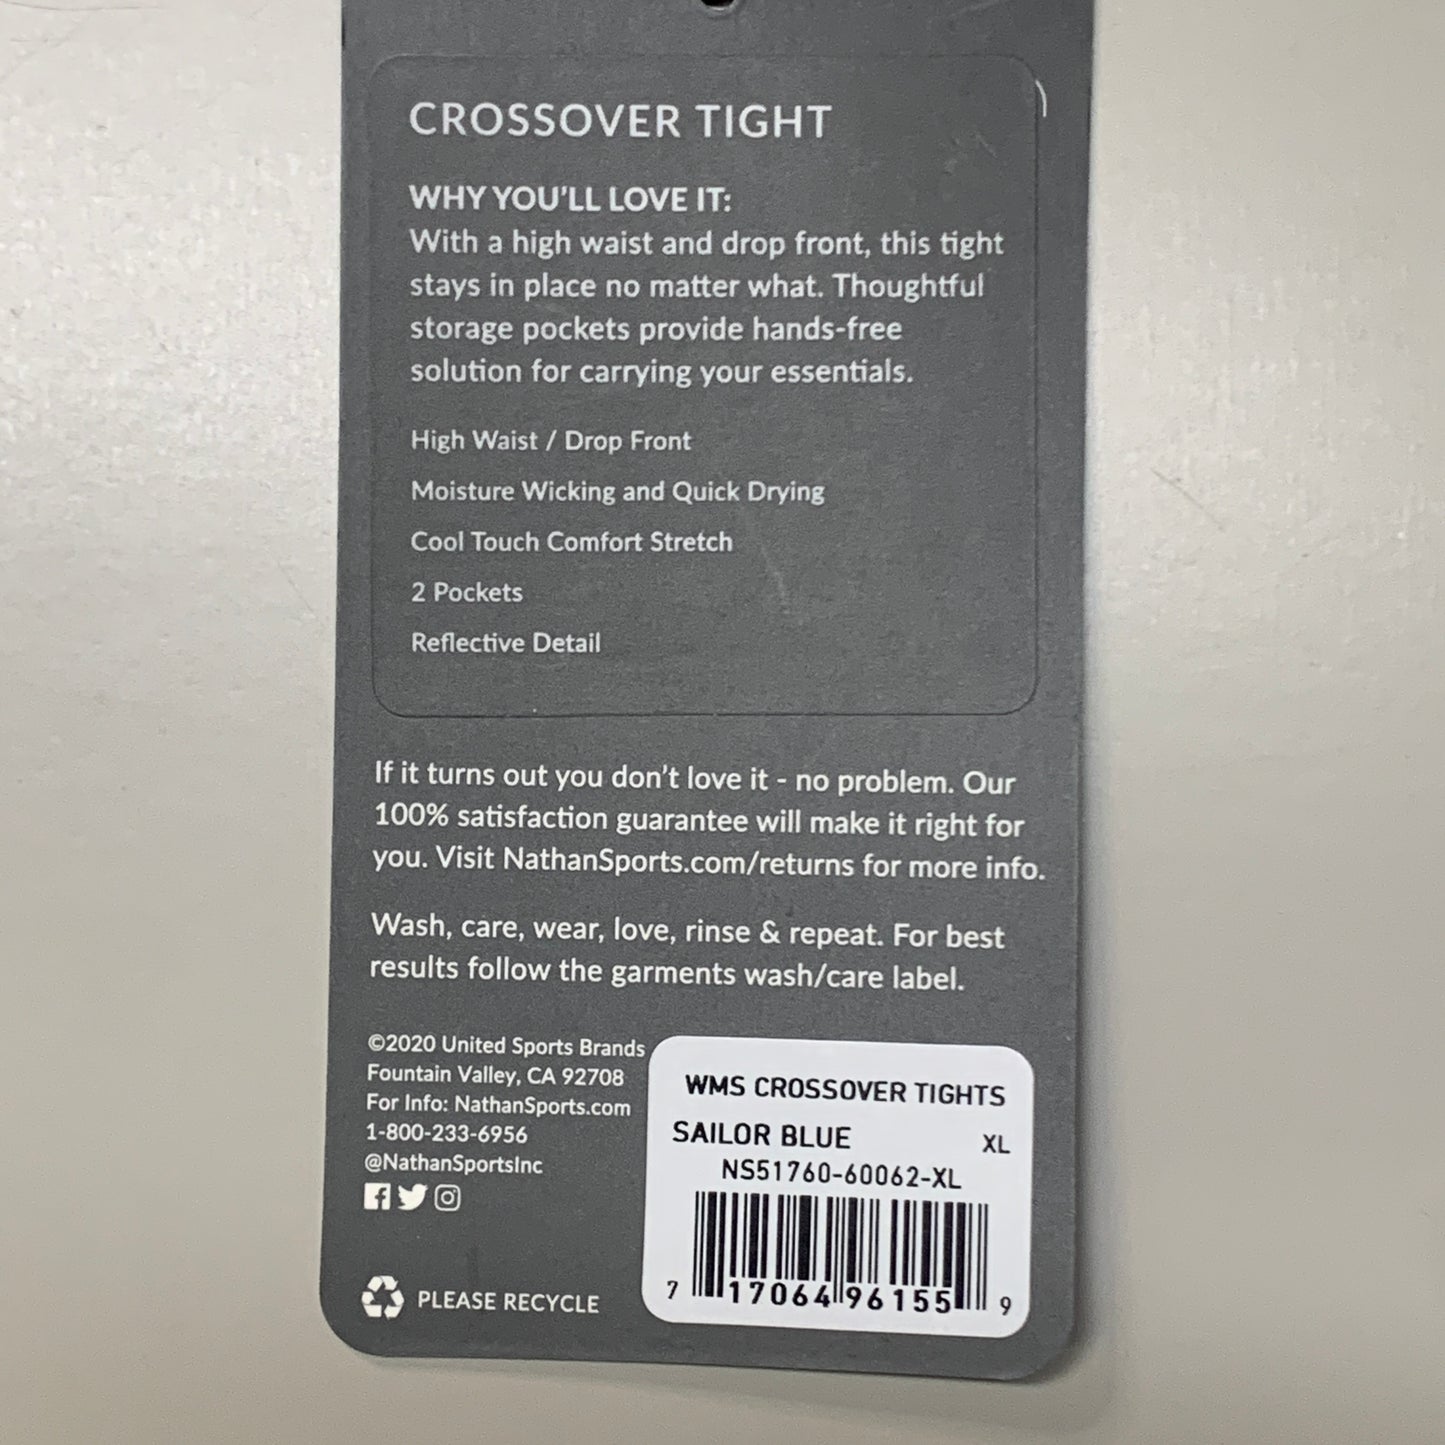 CROSSOVER TIGHT
WHY YOU'LL LOVE IT:
With a high waist and drop front, this tight
stays in place no matter what. Thoughtful
storage pockets provide hands-free
solution for carrying your essentials.
High Waist / Drop Front
Moisture Wicking and Quick Drying
Cool Touch Comfort Stretch
2 Pockets
Reflective Detail
If it turns out you don't love it - no problem. Our
100% satisfaction guarantee will make it right for
you. Visit NathanSports.com/returns for more info.
Wash, care, wear, love, rinse & repeat. For best
results follow the garments wash/care label.
©2020 United Sports Brands
Fountain Valley, CA 92708
For Info: NathanSports.com
1-800-233-6956
@NathanSportsInc
PLEASE RECYCLE
WMS CROSSOVER TIGHTS
SAILOR BLUE XL
NS51760-60062-XL
7 17064 96155 9